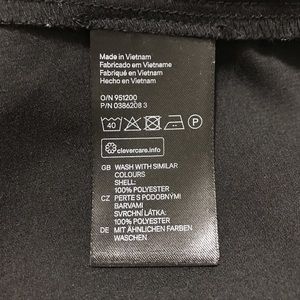 Made in Vietnam
Fabricado em Vietname
Fabriqué en Vietnam
Hecho en Vietnam
O/N 951200
P/N 0386208 3
40
P
clevercare.info
GB WASH WITH SIMILAR
COLOURS
SHELL:
100% POLYESTER
CZ PERTE S PODOBNÝMI
BARVAMI
SVRCHNÍ LÁTKA:
100% POLYESTER
DE MIT ÄHNLICHEN FARBEN
WASCHEN